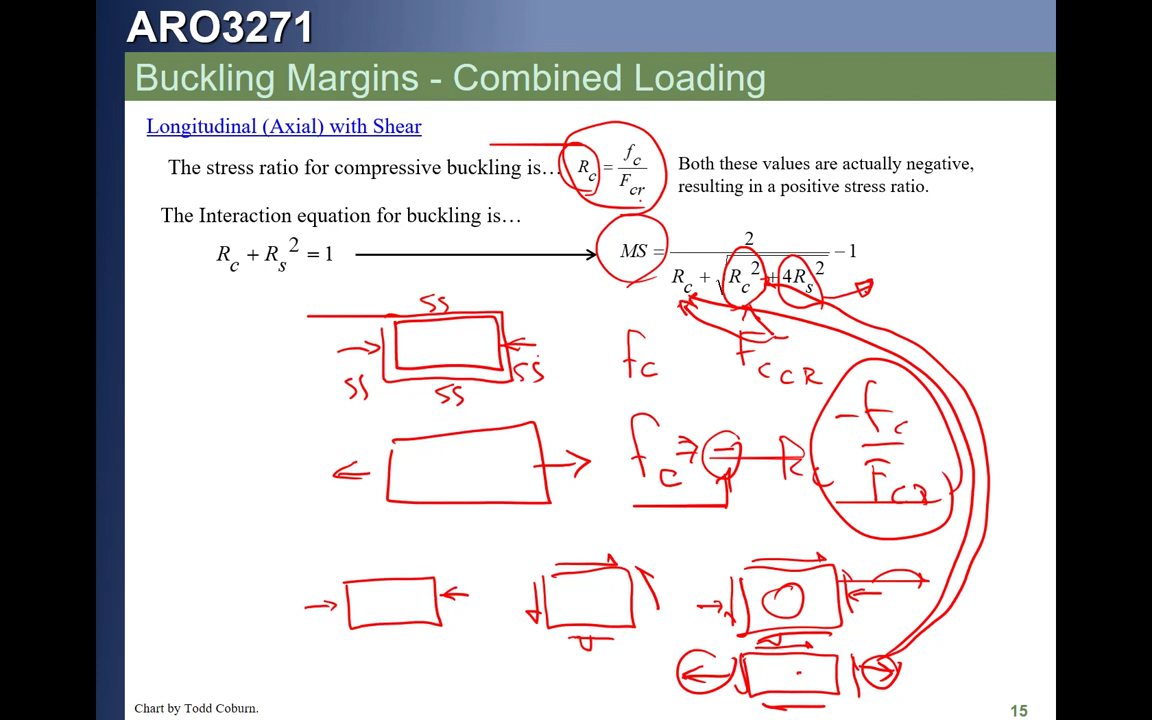 ARO3271
Buckling Margins - Combined Loading
Longitudinal (Axial) with Shear
The stress ratio for compressive buckling is… R_c = f_c / F_cr
Both these values are actually negative,
resulting in a positive stress ratio.
The Interaction equation for buckling is…
R_c + R_s^2 = 1
MS = 2 / (R_c + √(R_c^2 + 4R_s^2)) − 1
SS
SS
SS
SS
f_c
F_CCR
f_c
R_c
-f_c / F_CR
Chart by Todd Coburn.
15